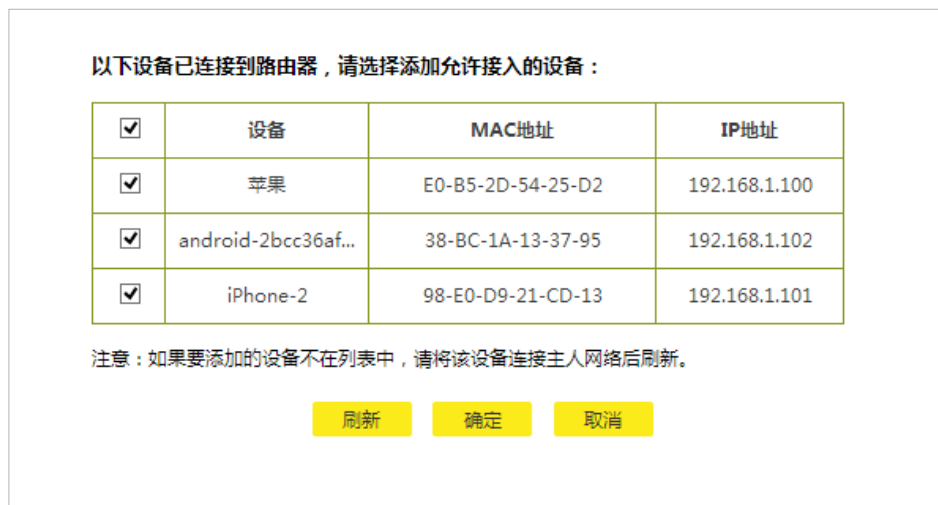 以下设备已连接到路由器，请选择添加允许接入的设备：
设备 MAC地址 IP地址
苹果 E0-B5-2D-54-25-D2 192.168.1.100
android-2bcc36af... 38-BC-1A-13-37-95 192.168.1.102
iPhone-2 98-E0-D9-21-CD-13 192.168.1.101
注意：如果要添加的设备不在列表中，请将该设备连接主人网络后刷新。
刷新 确定 取消